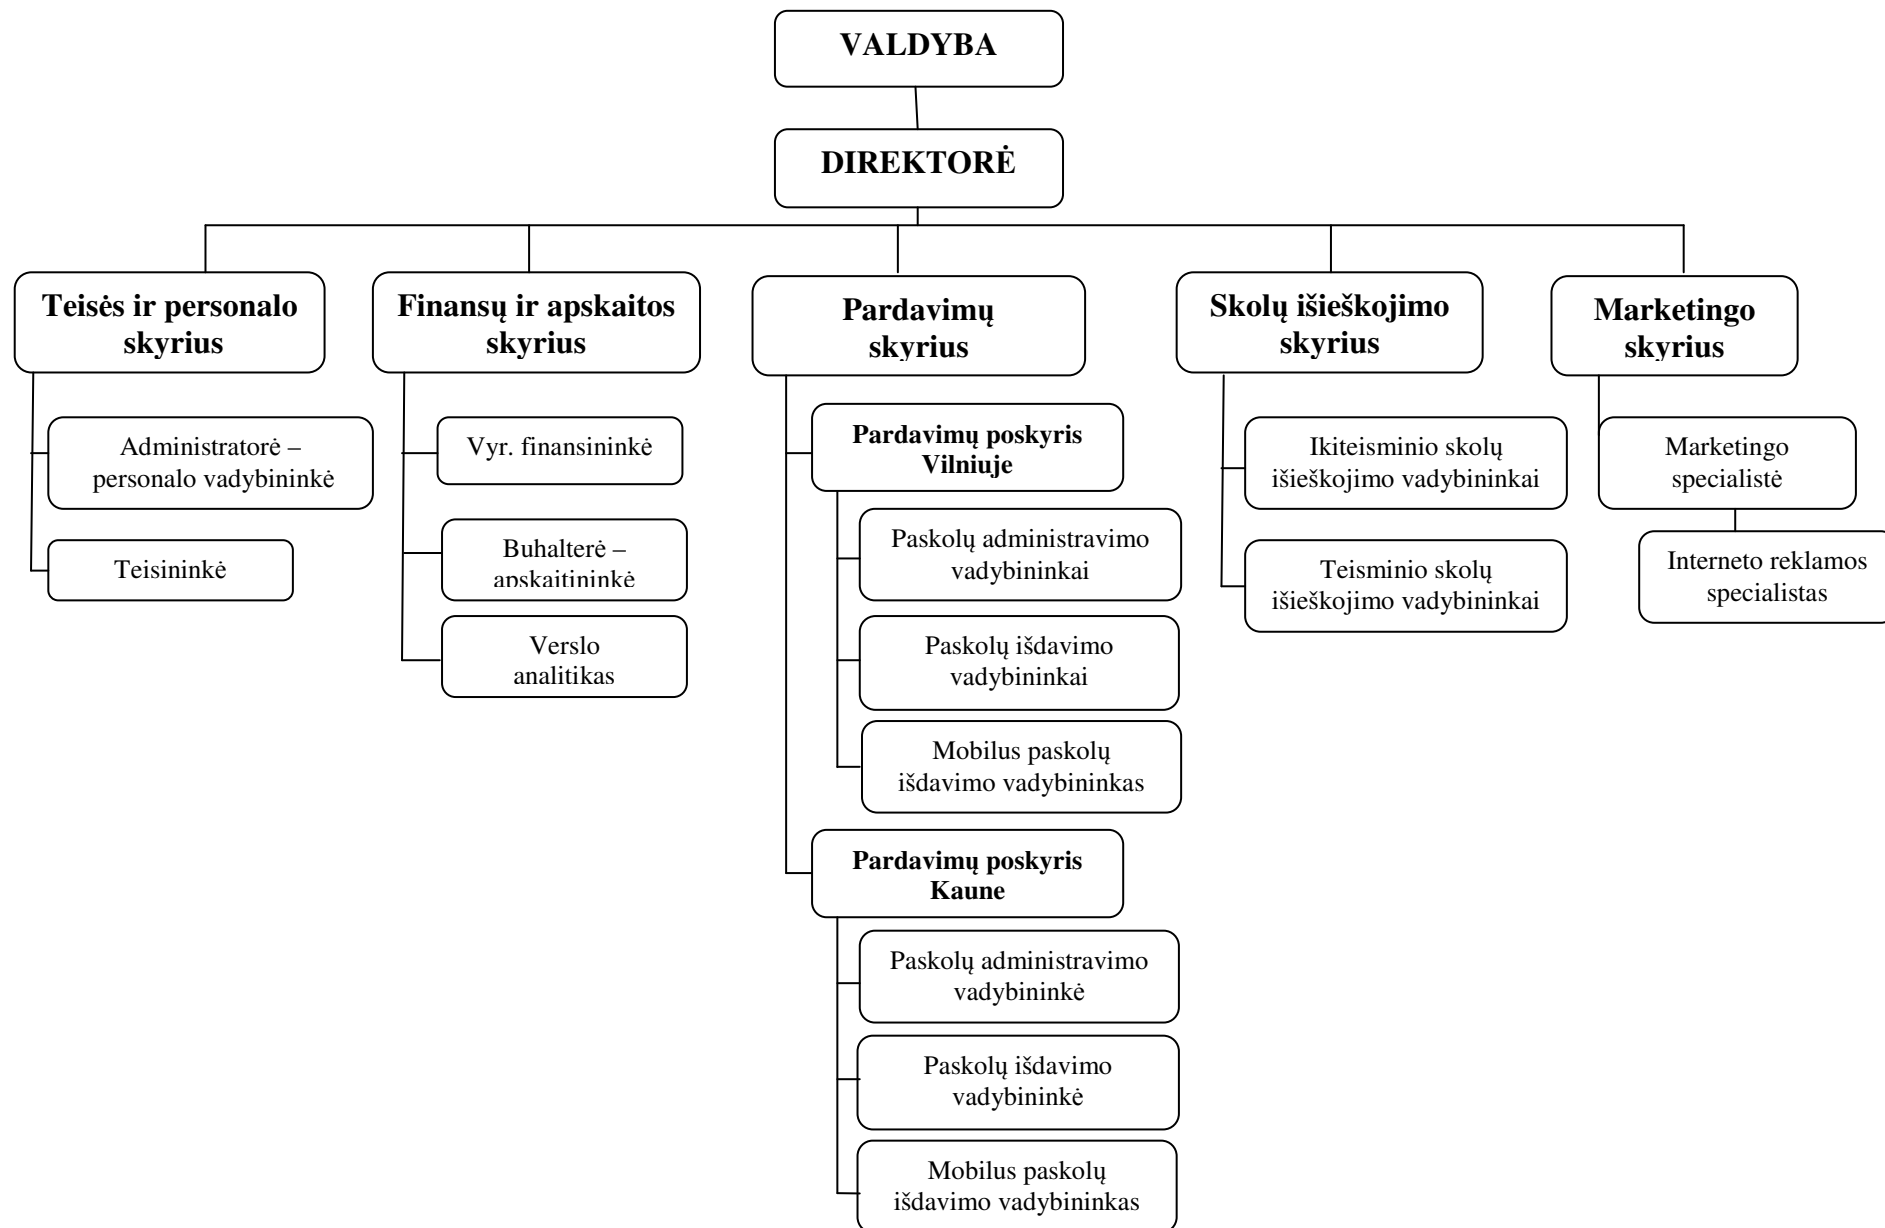 VALDYBA
DIREKTORĖ
Teisės ir personalo
skyrius
Administratorė –
personalo vadybininkė
Teisininkė
Finansų ir apskaitos
skyrius
Vyr. finansininkė
Buhalterė –
apskaitininkė
Verslo
analitikas
Pardavimų
skyrius
Pardavimų poskyris
Vilniuje
Paskolų administravimo
vadybininkai
Paskolų išdavimo
vadybininkai
Mobilus paskolų
išdavimo vadybininkas
Pardavimų poskyris
Kaune
Paskolų administravimo
vadybininkė
Paskolų išdavimo
vadybininkė
Mobilus paskolų
išdavimo vadybininkas
Skolų išieškojimo
skyrius
Ikiteisminio skolų
išieškojimo vadybininkai
Teisminio skolų
išieškojimo vadybininkai
Marketingo
skyrius
Marketingo
specialistė
Interneto reklamos
specialistas